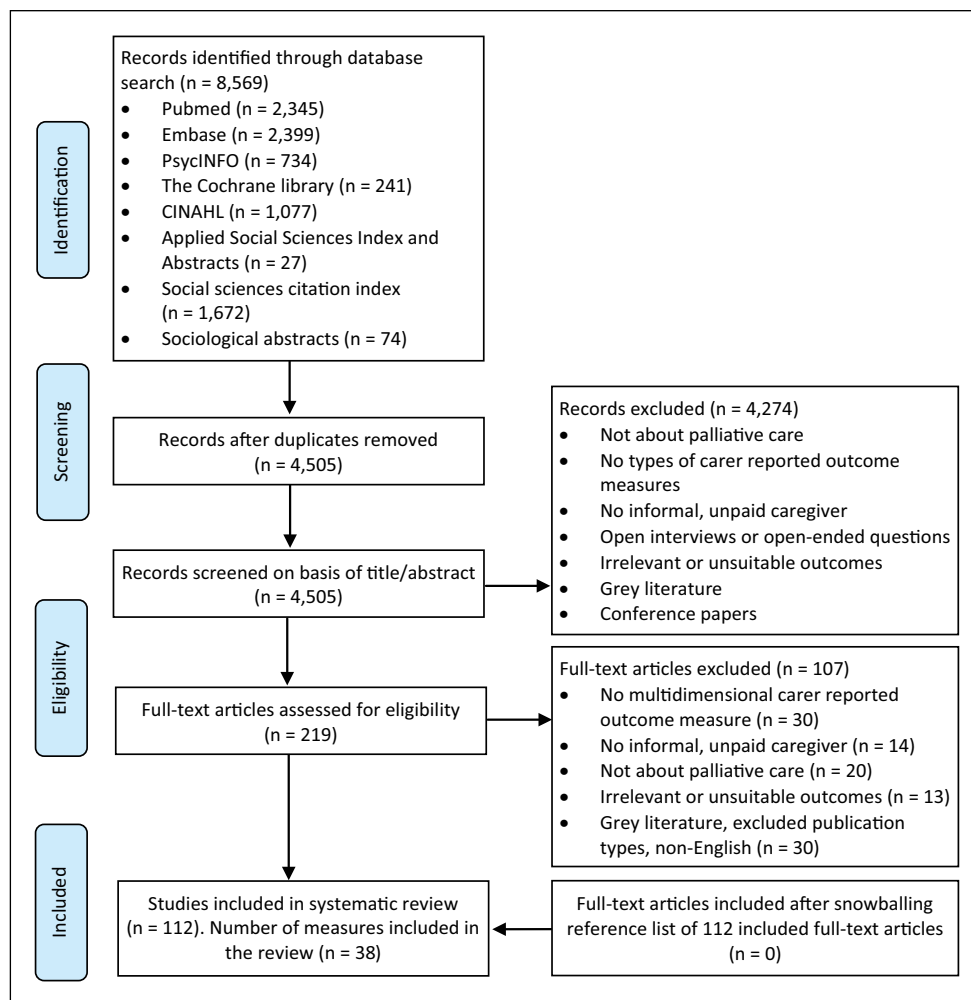 Identification
Records identified through database
search (n = 8,569)
• Pubmed (n = 2,345)
• Embase (n = 2,399)
• PsycINFO (n = 734)
• The Cochrane library (n = 241)
• CINAHL (n = 1,077)
• Applied Social Sciences Index and
Abstracts (n = 27)
• Social sciences citation index
(n = 1,672)
• Sociological abstracts (n = 74)
Screening
Records after duplicates removed
(n = 4,505)
Records screened on basis of title/abstract
(n = 4,505)
Records excluded (n = 4,274)
• Not about palliative care
• No types of carer reported outcome
measures
• No informal, unpaid caregiver
• Open interviews or open-ended questions
• Irrelevant or unsuitable outcomes
• Grey literature
• Conference papers
Eligibility
Full-text articles assessed for eligibility
(n = 219)
Full-text articles excluded (n = 107)
• No multidimensional carer reported
outcome measure (n = 30)
• No informal, unpaid caregiver (n = 14)
• Not about palliative care (n = 20)
• Irrelevant or unsuitable outcomes (n = 13)
• Grey literature, excluded publication
types, non-English (n = 30)
Included
Studies included in systematic review
(n = 112). Number of measures included in
the review (n = 38)
Full-text articles included after snowballing
reference list of 112 included full-text articles
(n = 0)